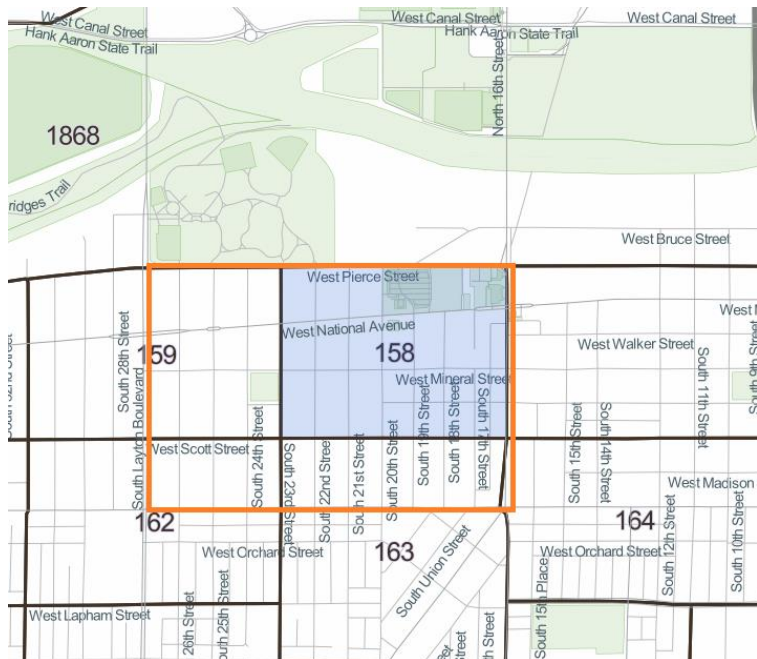 West Canal Street
Hank Aaron State Trail
West Canal Street
West Canal Street
Hank Aaron State Trail
North 16th Street
1868
ridges Trail
West Bruce Street
West Pierce Street
West National Avenue
South 28th Street
159
158
West Walker Street
South 11th Street
South 9th Street
West Mineral Street
South Layton Boulevard
West Scott Street
South 24th Street
South 23rd Street
South 22nd Stree
South 21st Street
South 20th Street
South 19th Street
South 18th Street
South 17th Street
South 15th Street
South 14th Street
West Madison
162
163
164
West Orchard Street
South Union Street
West Orchard Street
South 12th Street
South 10th Street
West Lapham Street
26th Street
South 25th Street
South 15th Place